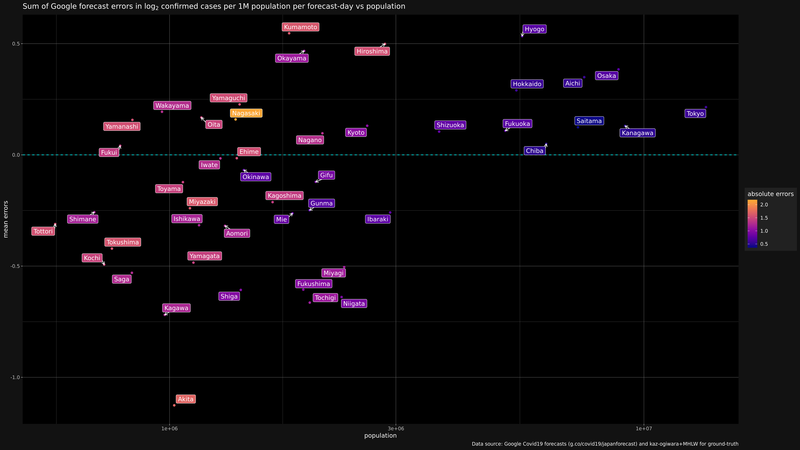 Sum of Google forecast errors in log2 confirmed cases per 1M population per forecast-day vs population
Kumamoto
Hyogo
0.5
Hiroshima
Okayama
Osaka
Hokkaido
Aichi
Yamaguchi
Wakayama
Nagasaki
Tokyo
Yamanashi
Oita
Shizuoka
Fukuoka
Saitama
Kyoto
Kanagawa
Nagano
Fukui
Ehime
Chiba
0.0
Iwate
Okinawa
Gifu
absolute errors
Toyama
Kagoshima
2.0
Miyazaki
Gunma
1.5
Shimane
Ishikawa
Mie
Ibaraki
1.0
mean errors
Tottori
Aomori
0.5
Tokushima
Kochi
Yamagata
-0.5
Saga
Miyagi
Fukushima
Shiga
Tochigi
Niigata
Kagawa
-1.0
Akita
1e+06
3e+06
1e+07
population
Data source: Google Covid19 forecasts (g.co/covid19/japanforecast) and kaz-ogiwara+MHLW for ground-truth